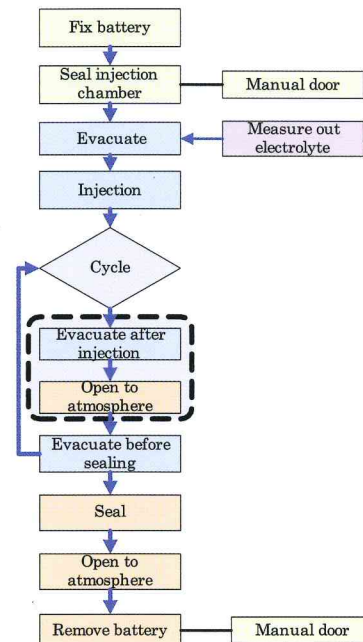 Fix battery
Seal injection
chamber
Manual door
Evacuate
Measure out
electrolyte
Injection
Cycle
Evacuate after
injection
Open to
atmosphere
Evacuate before
sealing
Seal
Open to
atmosphere
Remove battery
Manual door